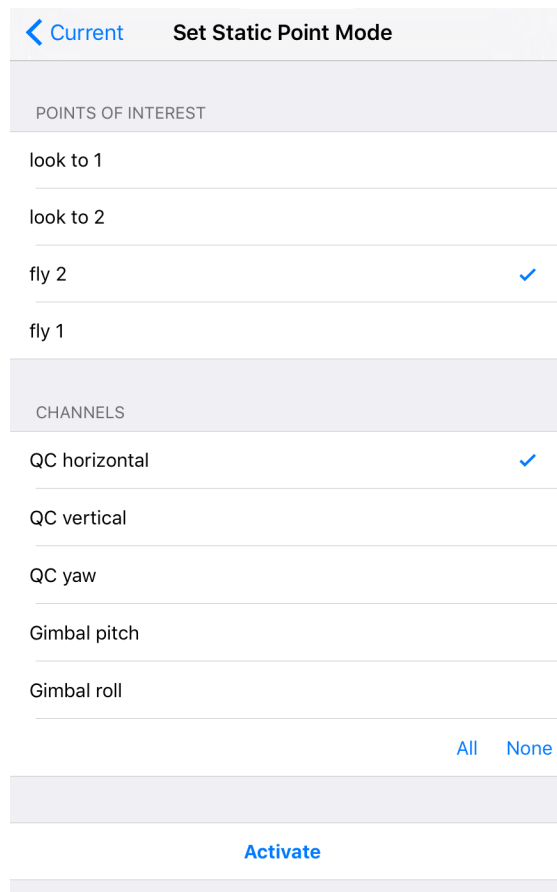 Current Set Static Point Mode
POINTS OF INTEREST
look to 1
look to 2
fly 2
fly 1
CHANNELS
QC horizontal
QC vertical
QC yaw
Gimbal pitch
Gimbal roll
All None
Activate